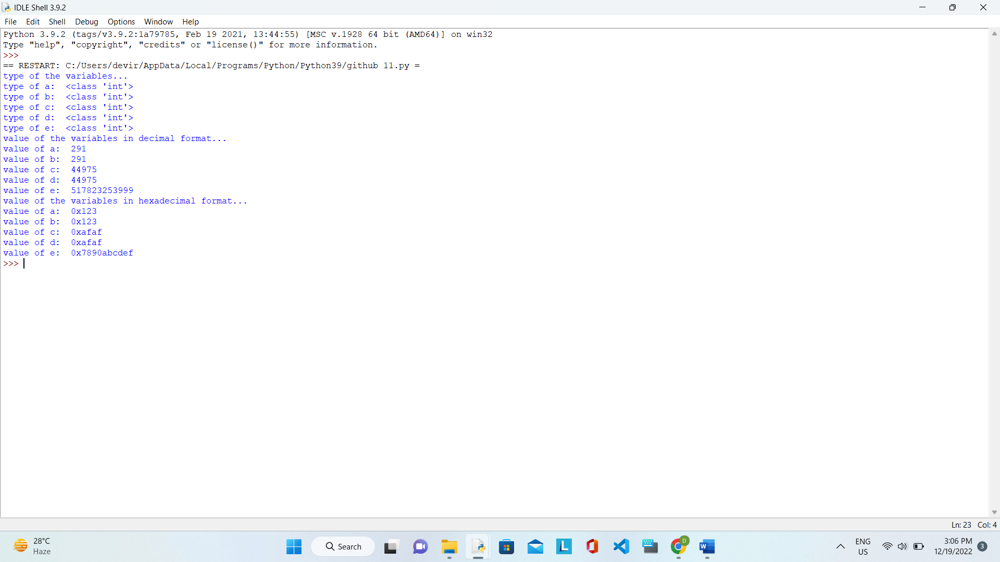 IDLE Shell 3.9.2
File Edit Shell Debug Options Window Help
Python 3.9.2 (tags/v3.9.2:1a79785, Feb 19 2021, 13:44:55) [MSC v.1928 64 bit (AMD64)] on win32
Type "help", "copyright", "credits" or "license()" for more information.
>>>
== RESTART: C:/Users/devir/AppData/Local/Programs/Python/Python39/github 11.py =
type of the variables...
type of a:  <class 'int'>
type of b:  <class 'int'>
type of c:  <class 'int'>
type of d:  <class 'int'>
type of e:  <class 'int'>
value of the variables in decimal format...
value of a:  291
value of b:  291
value of c:  44975
value of d:  44975
value of e:  517823253999
value of the variables in hexadecimal format...
value of a:  0x123
value of b:  0x123
value of c:  0xafaf
value of d:  0xafaf
value of e:  0x7890abcdef
>>>
Ln: 23 Col: 4
28°C
Haze
Search
L
D
W
ENG
US
3:06 PM
12/19/2022
3